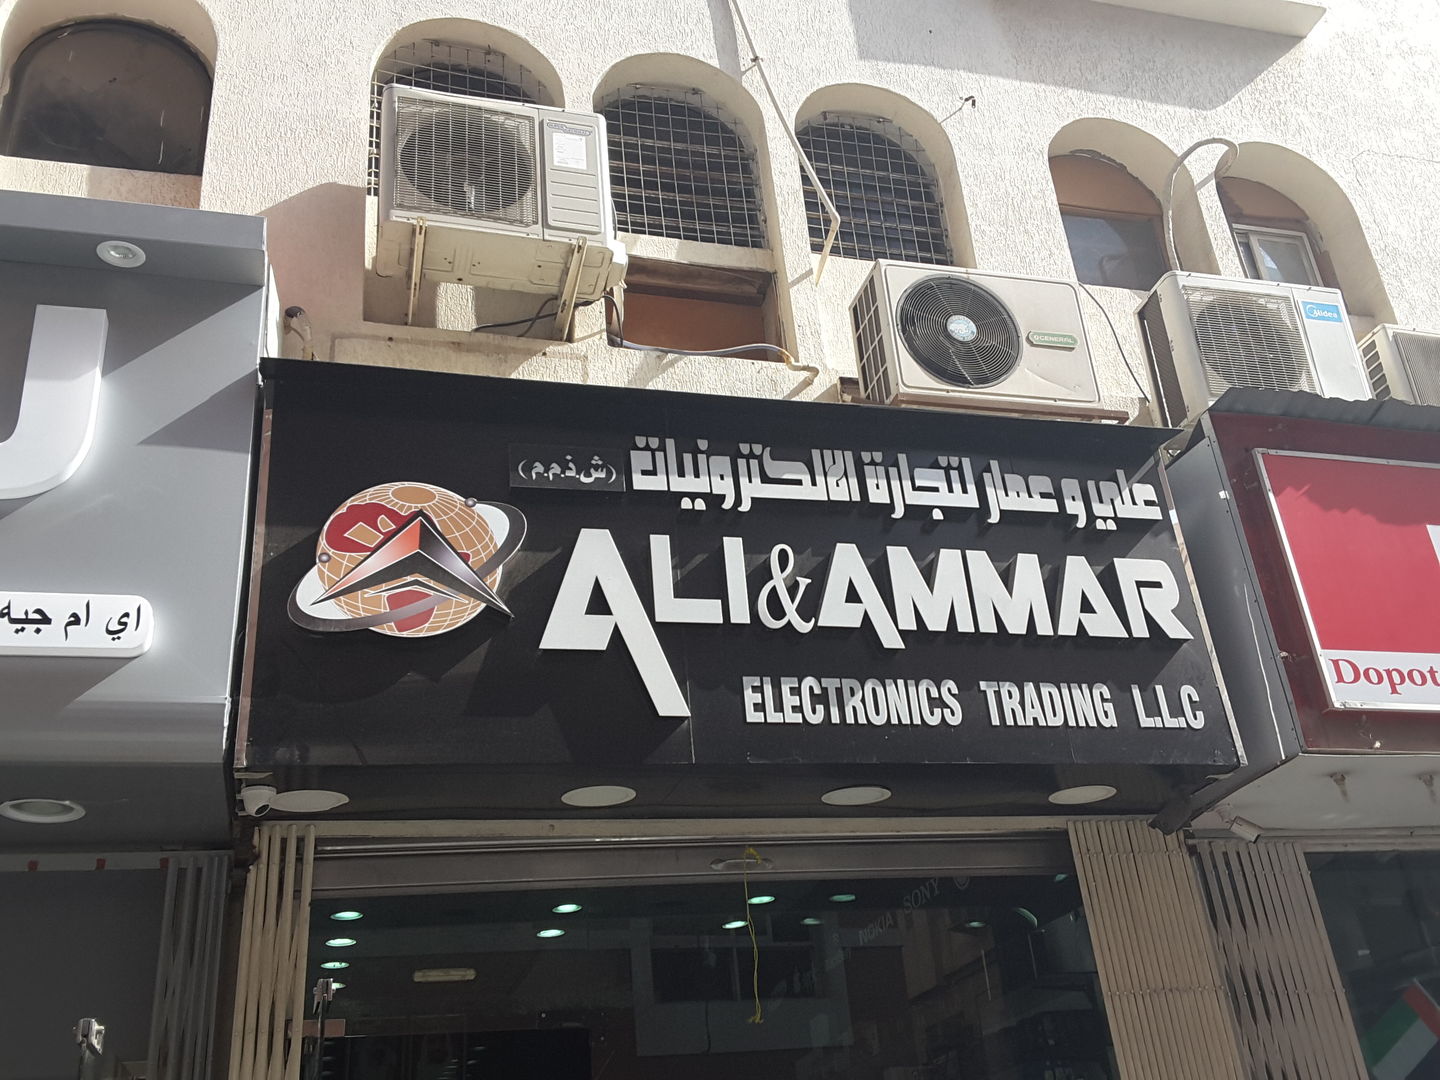 علي و عمار لتجارة الالكترونيات (ش.ذ.م.م)
ALI & AMMAR
ELECTRONICS TRADING L.L.C
اي ام جيه
Dopot
GENERAL
Midea
NOKIA SONY